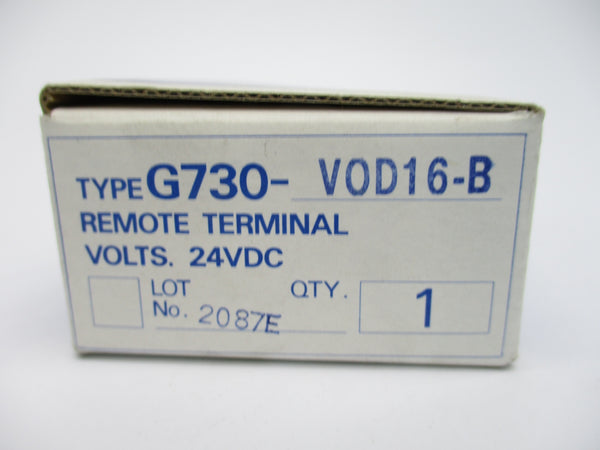 TYPE G730- VOD16-B
REMOTE TERMINAL
VOLTS. 24VDC
LOT No. 2087E
QTY. 1